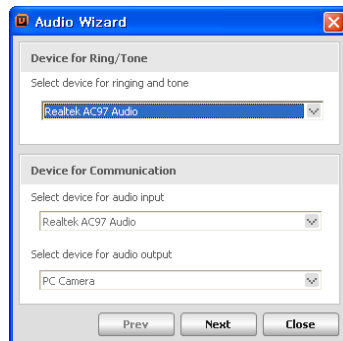 Audio Wizard
Device for Ring/Tone
Select device for ringing and tone
Realtek AC97 Audio
Device for Communication
Select device for audio input
Realtek AC97 Audio
Select device for audio output
PC Camera
Prev Next Close